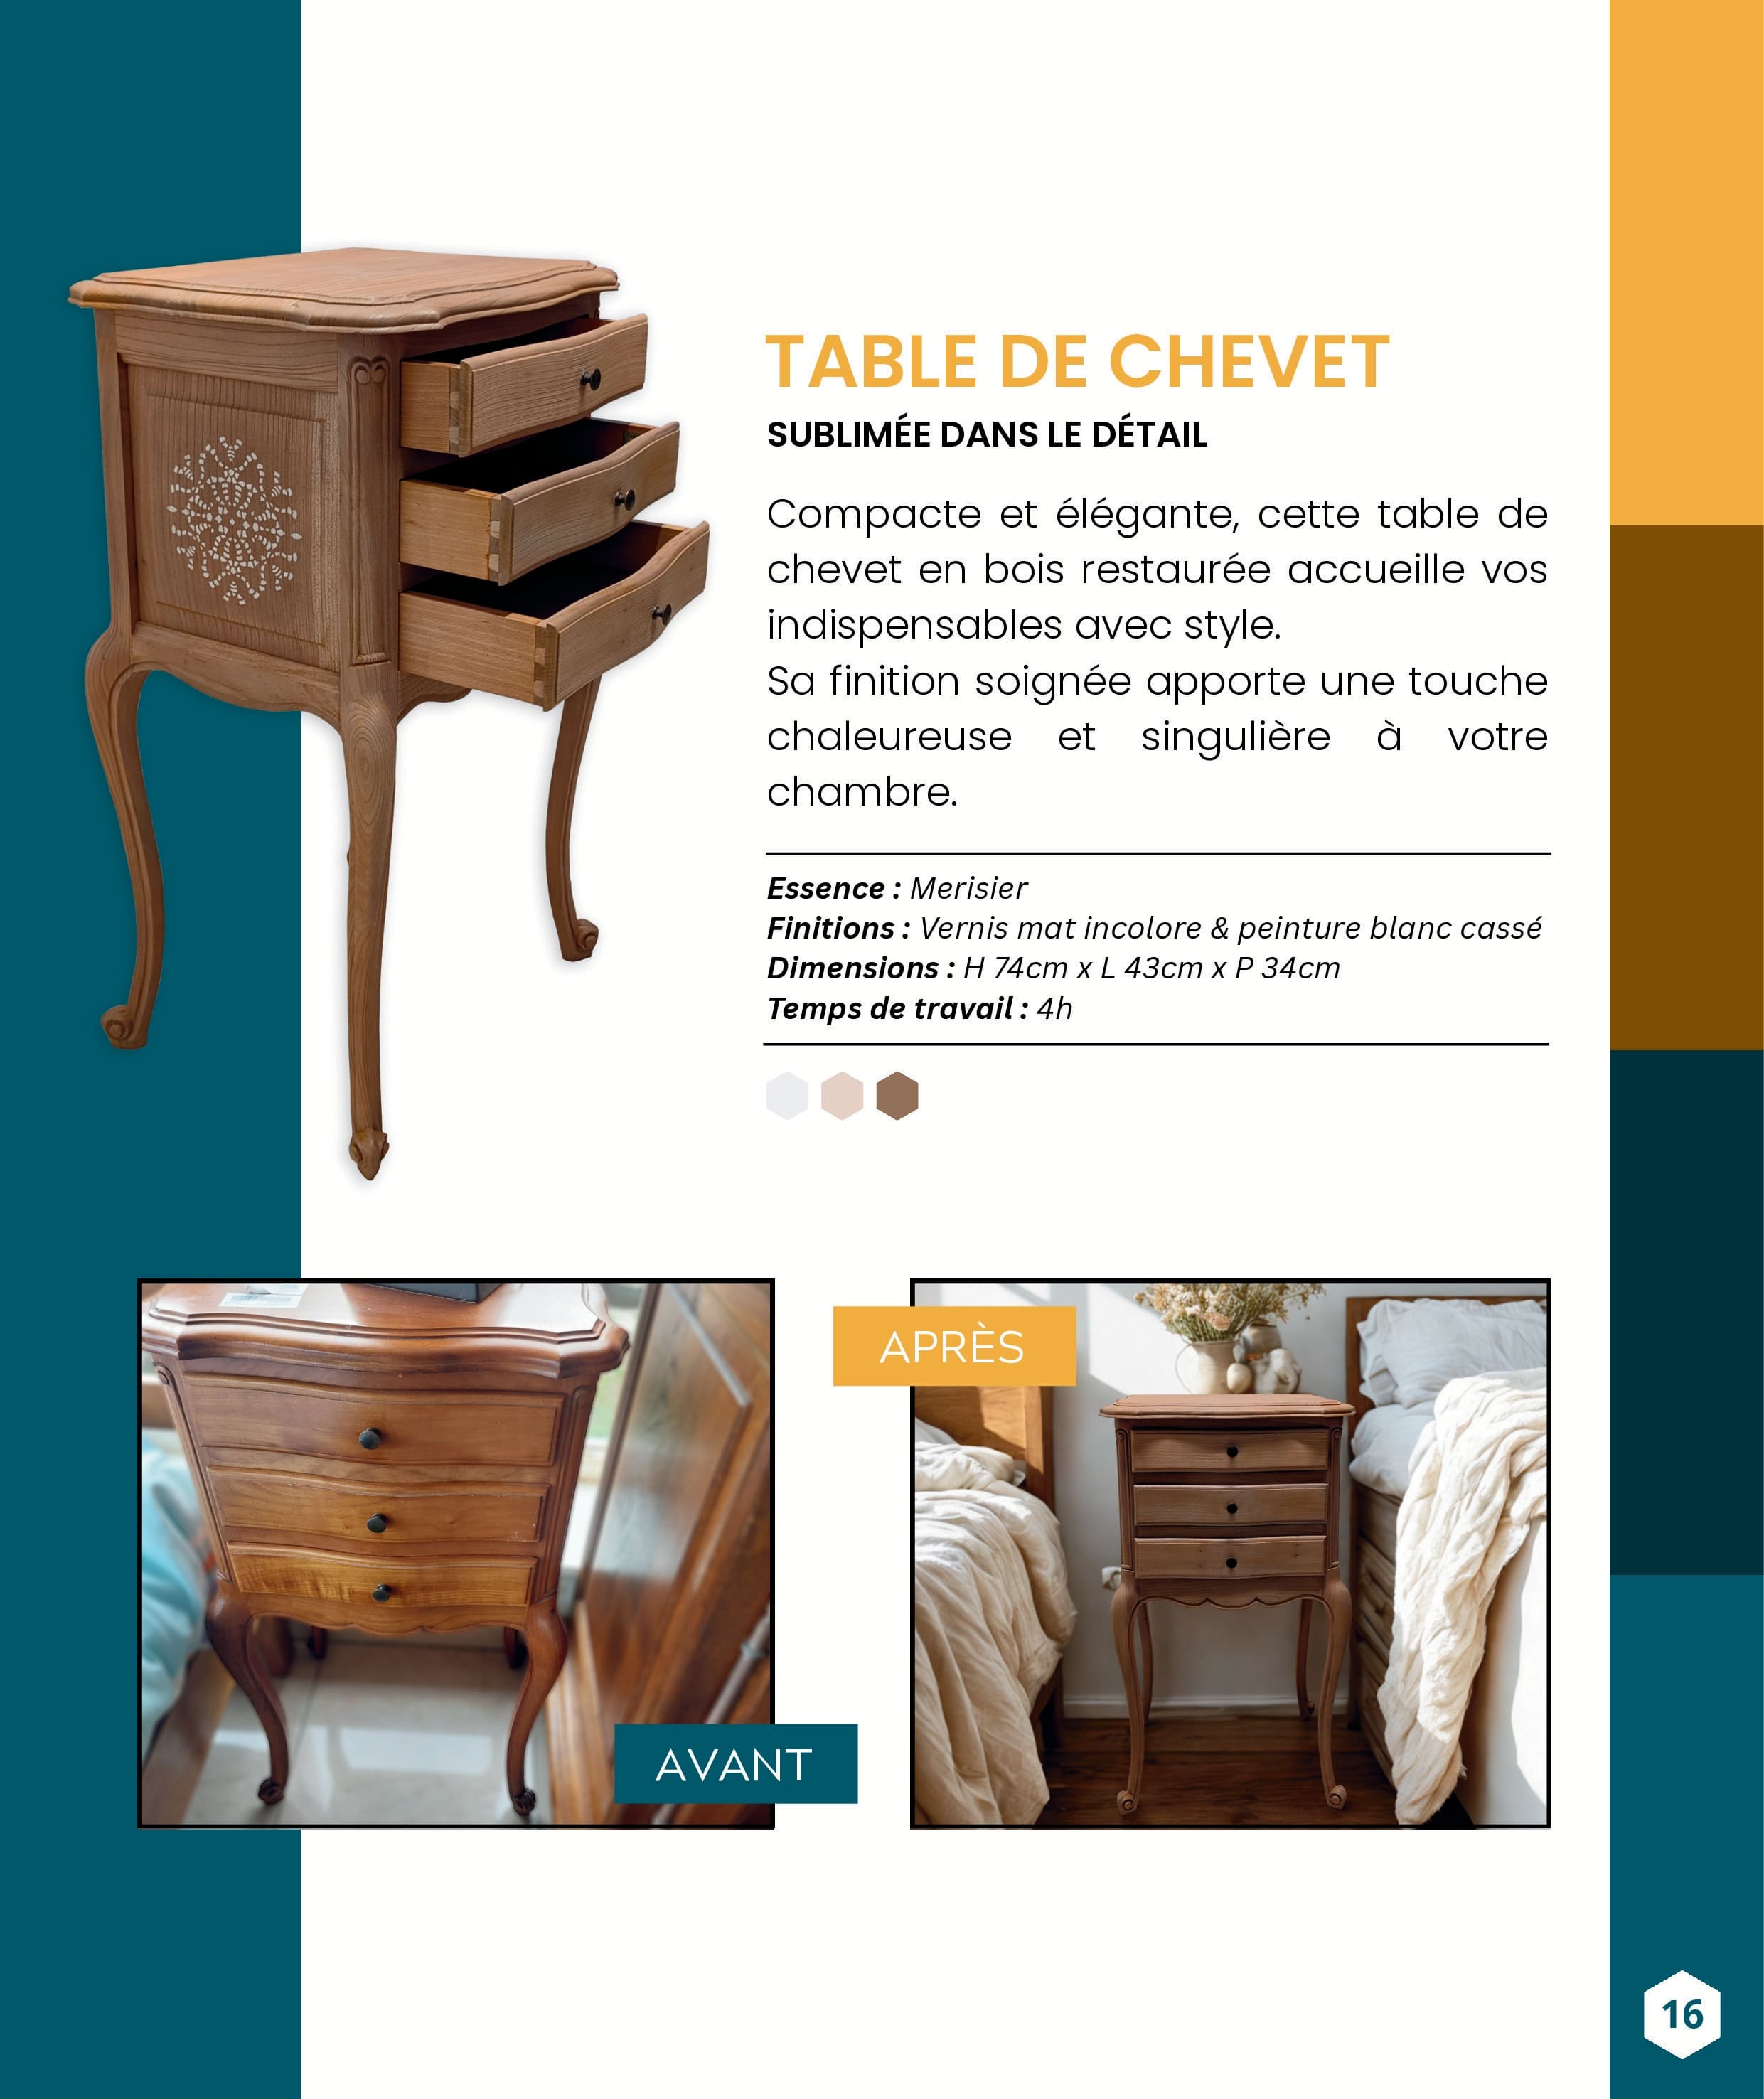 TABLE DE CHEVET
SUBLIMÉE DANS LE DÉTAIL
Compacte et élégante, cette table de
chevet en bois restaurée accueille vos
indispensables avec style.
Sa finition soignée apporte une touche
chaleureuse et singulière à votre
chambre.
Essence : Merisier
Finitions : Vernis mat incolore & peinture blanc cassé
Dimensions : H 74cm x L 43cm x P 34cm
Temps de travail : 4h
APRÈS
AVANT
16